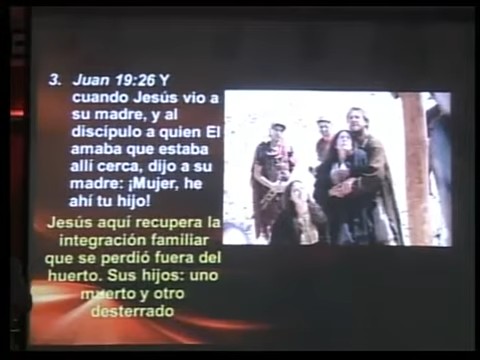 3. Juan 19:26 Y
cuando Jesús vio a
su madre, y al
discípulo a quien El
amaba que estaba
allí cerca, dijo a su
madre: ¡Mujer, he
ahí tu hijo!
Jesús aquí recupera la
integración familiar
que se perdió fuera del
huerto. Sus hijos: uno
muerto y otro
desterrado